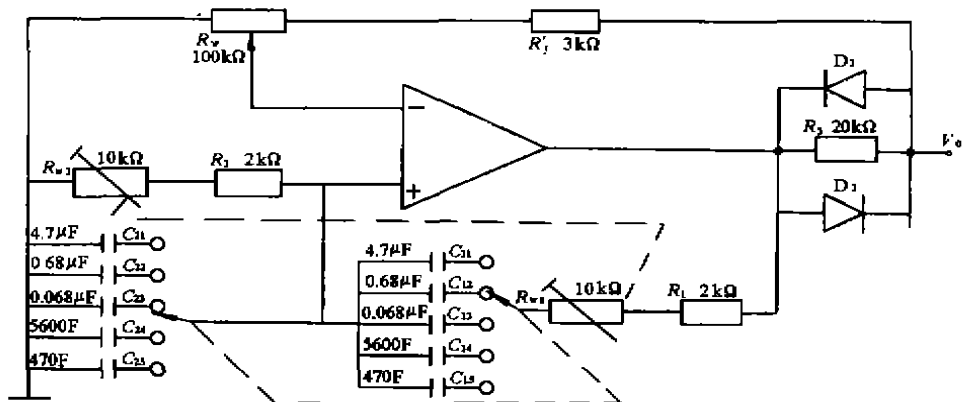 R_w
100kΩ
R'_f 3kΩ
D_2
R_3 20kΩ
V_o
D_1
10kΩ
R_2 2kΩ
4.7μF C_21
0.68μF C_22
0.068μF C_23
5600F C_24
470F C_25
4.7μF C_11
0.68μF C_12
0.068μF C_13
5600F C_14
470F C_15
10kΩ
R_1 2kΩ
−
+